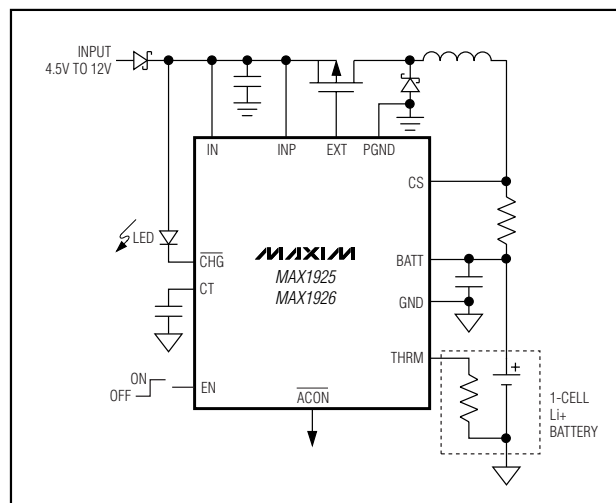 INPUT
4.5V TO 12V
IN
INP
EXT
PGND
CS
LED
CHG
MAXIM
BATT
MAX1925
CT
MAX1926
GND
THRM
ON
OFF
EN
ACON
+
1-CELL
Li+
BATTERY